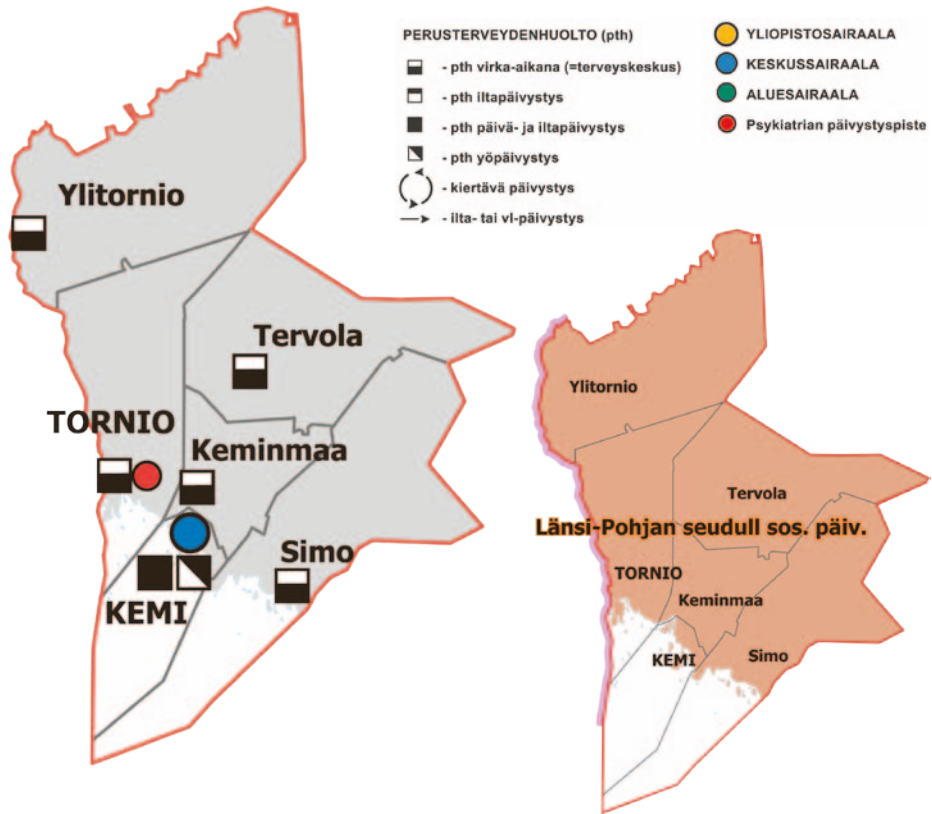 PERUSTERVEYDENHUOLTO (pth)
- pth virka-aikana (=terveyskeskus)
- pth iltapäivystys
- pth päivä- ja iltapäivystys
- pth yöpäivystys
- kiertävä päivystys
- ilta- tai vl-päivystys
YLIOPISTOSAIRAALA
KESKUSSAIRAALA
ALUESAIRAALA
Psykiatrian päivystyspiste
Ylitornio
Tervola
TORNIO
Keminmaa
Simo
KEMI
Ylitornio
Tervola
Länsi-Pohjan seudull sos. päiv.
TORNIO
Keminmaa
KEMI
Simo